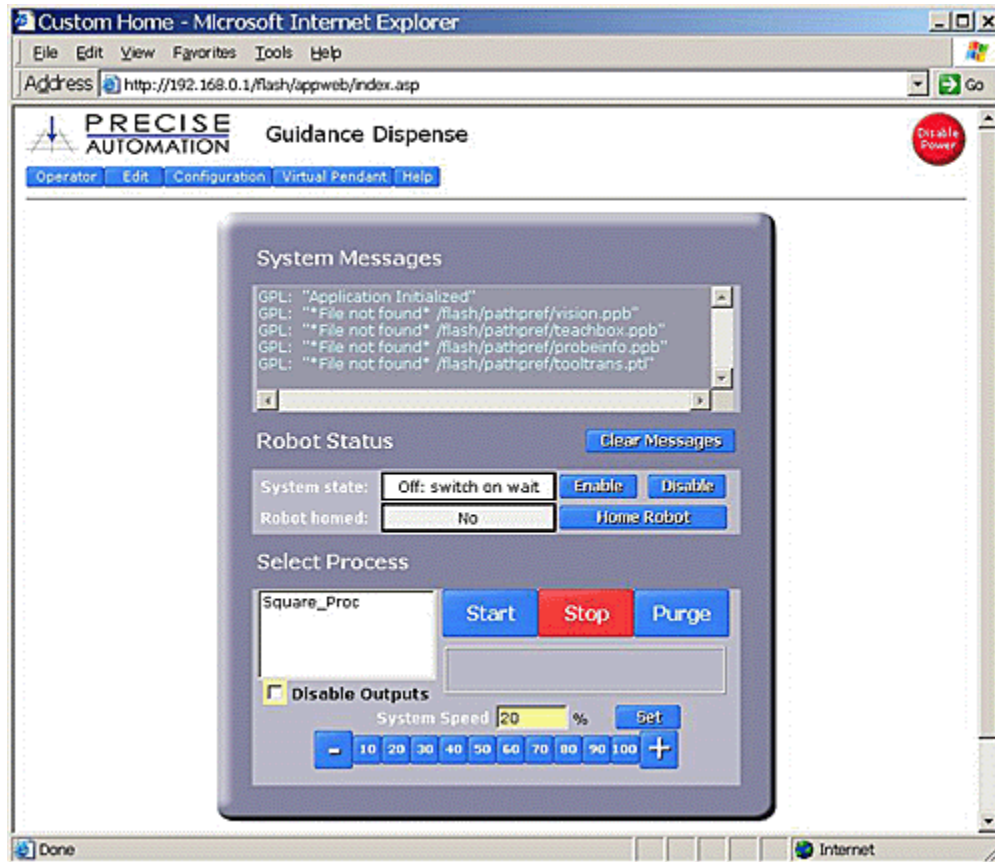 Custom Home - Microsoft Internet Explorer
File Edit View Favorites Tools Help
Address http://192.168.0.1/flash/appweb/index.asp Go
PRECISE
AUTOMATION
Guidance Dispense
Disable
Power
Operator Edit Configuration Virtual Pendant Help
System Messages
GPL: "Application Initialized"
GPL: "*File not found* /flash/pathpref/vision.ppb"
GPL: "*File not found* /flash/pathpref/teachbox.ppb"
GPL: "*File not found* /flash/pathpref/probeinfo.ppb"
GPL: "*File not found* /flash/pathpref/tooltrans.ptl"
Robot Status Clear Messages
System state: Off: switch on wait Enable Disable
Robot homed: No Home Robot
Select Process
Square_Proc
Start Stop Purge
Disable Outputs
System Speed 20 % Set
- 10 20 30 40 50 60 70 80 90 100 +
Done Internet